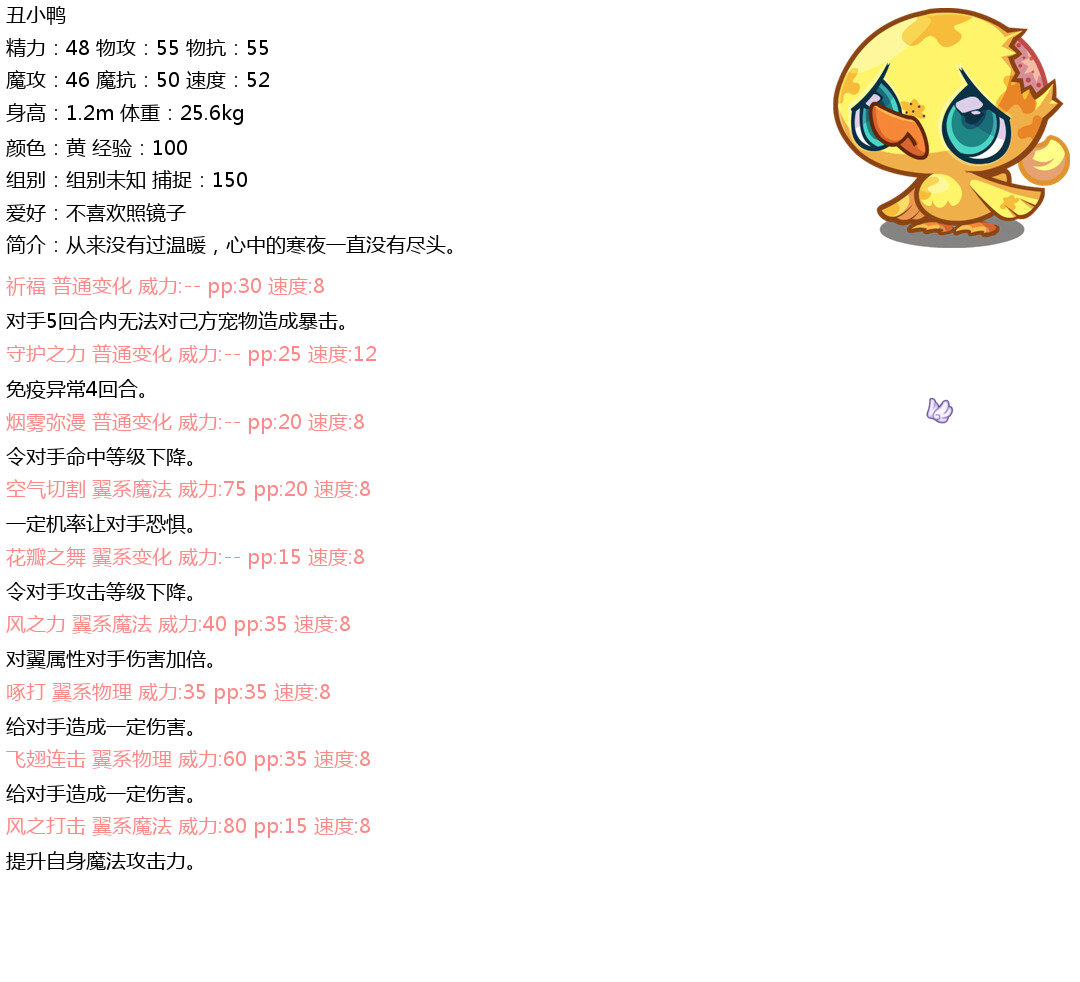 丑小鸭
精力：48 物攻：55 物抗：55
魔攻：46 魔抗：50 速度：52
身高：1.2m 体重：25.6kg
颜色：黄 经验：100
组别：组别未知 捕捉：150
爱好：不喜欢照镜子
简介：从来没有过温暖，心中的寒夜一直没有尽头。
祈福 普通变化 威力:-- pp:30 速度:8
对手5回合内无法对己方宠物造成暴击。
守护之力 普通变化 威力:-- pp:25 速度:12
免疫异常4回合。
烟雾弥漫 普通变化 威力:-- pp:20 速度:8
令对手命中等级下降。
空气切割 翼系魔法 威力:75 pp:20 速度:8
一定机率让对手恐惧。
花瓣之舞 翼系变化 威力:-- pp:15 速度:8
令对手攻击等级下降。
风之力 翼系魔法 威力:40 pp:35 速度:8
对翼属性对手伤害加倍。
啄打 翼系物理 威力:35 pp:35 速度:8
给对手造成一定伤害。
飞翅连击 翼系物理 威力:60 pp:35 速度:8
给对手造成一定伤害。
风之打击 翼系魔法 威力:80 pp:15 速度:8
提升自身魔法攻击力。